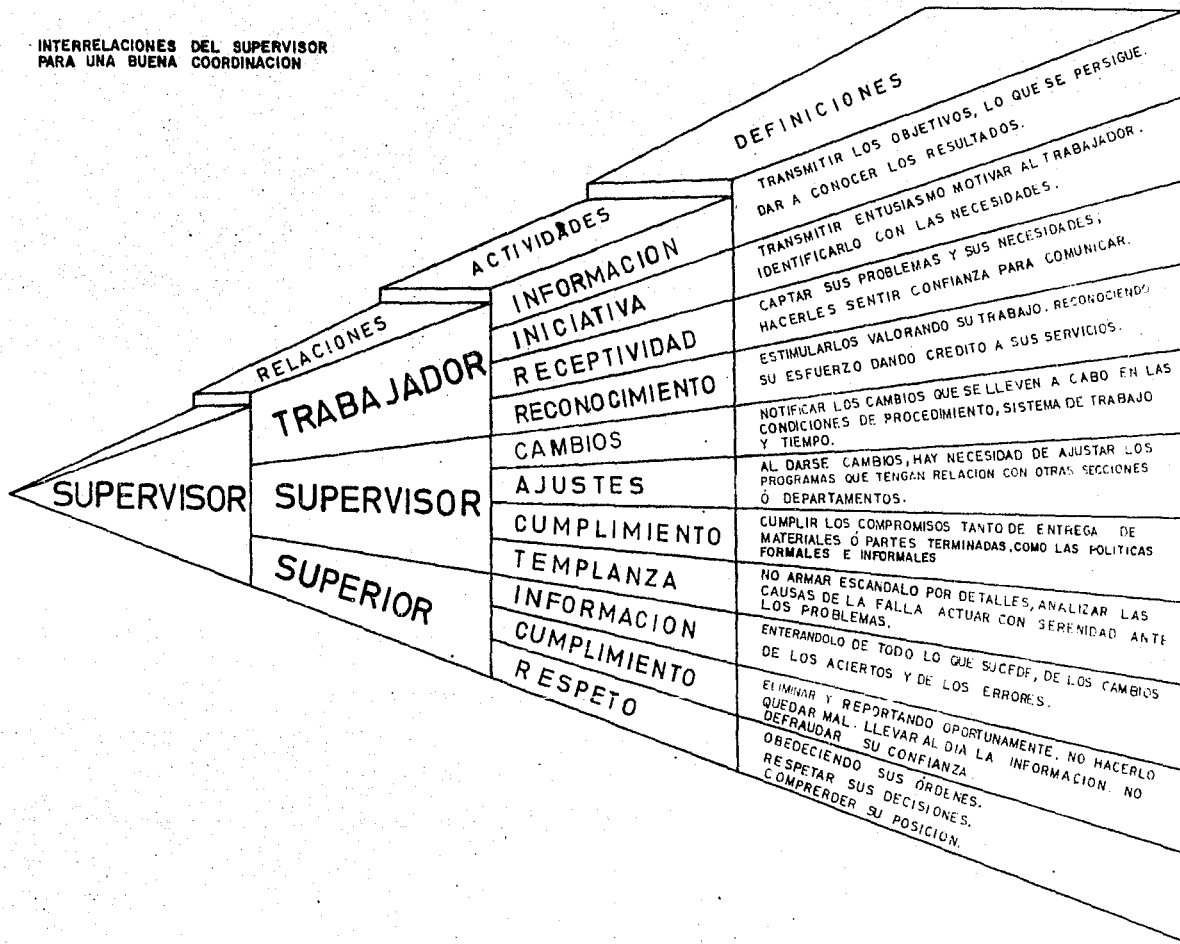 INTERRELACIONES DEL SUPERVISOR
PARA UNA BUENA COORDINACION
SUPERVISOR
RELACIONES
TRABAJADOR
SUPERVISOR
SUPERIOR
ACTIVIDADES
INFORMACION
INICIATIVA
RECEPTIVIDAD
RECONOCIMIENTO
CAMBIOS
AJUSTES
CUMPLIMIENTO
TEMPLANZA
INFORMACION
CUMPLIMIENTO
RESPETO
DEFINICIONES
TRANSMITIR LOS OBJETIVOS, LO QUE SE PERSIGUE.
DAR A CONOCER LOS RESULTADOS.
TRANSMITIR ENTUSIASMO MOTIVAR AL TRABAJADOR.
IDENTIFICARLO CON LAS NECESIDADES.
CAPTAR SUS PROBLEMAS Y SUS NECESIDADES,
HACERLES SENTIR CONFIANZA PARA COMUNICAR.
ESTIMULARLOS VALORANDO SU TRABAJO. RECONOCIENDO
SU ESFUERZO DANDO CREDITO A SUS SERVICIOS.
NOTIFICAR LOS CAMBIOS QUE SE LLEVEN A CABO EN LAS
CONDICIONES DE PROCEDIMIENTO, SISTEMA DE TRABAJO
Y TIEMPO.
AL DARSE CAMBIOS, HAY NECESIDAD DE AJUSTAR LOS
PROGRAMAS QUE TENGAN RELACION CON OTRAS SECCIONES
Ó DEPARTAMENTOS.
CUMPLIR LOS COMPROMISOS TANTO DE ENTREGA DE
MATERIALES Ó PARTES TERMINADAS, COMO LAS POLITICAS
FORMALES E INFORMALES
NO ARMAR ESCANDALO POR DETALLES, ANALIZAR LAS
CAUSAS DE LA FALLA ACTUAR CON SERENIDAD ANTE
LOS PROBLEMAS.
ENTERANDOLO DE TODO LO QUE SUCEDE, DE LOS CAMBIOS
DE LOS ACIERTOS Y DE LOS ERRORES.
ELIMINAR Y REPORTANDO OPORTUNAMENTE. NO HACERLO
QUEDAR MAL. LLEVAR AL DIA LA INFORMACION. NO
DEFRAUDAR SU CONFIANZA.
OBEDECIENDO SUS ÓRDENES.
RESPETAR SUS DECISIONES.
COMPRERDER SU POSICION.